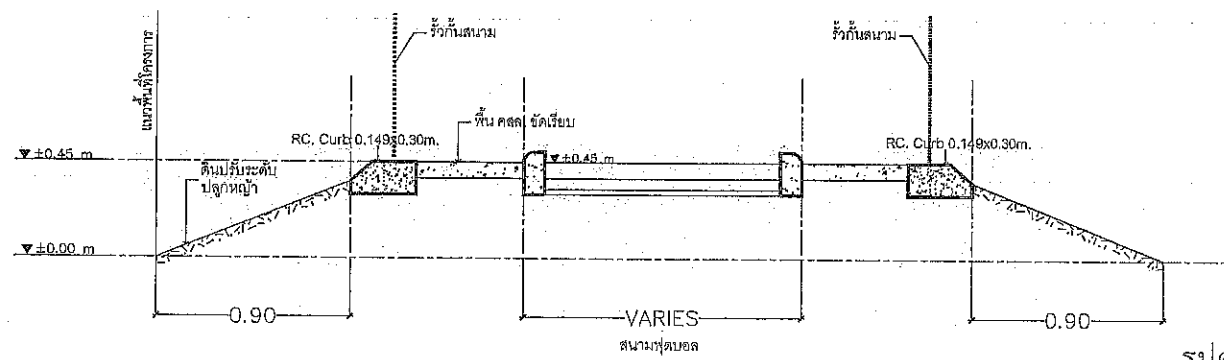 รั้วกั้นสนาม
รั้วกั้นสนาม
แนวพื้นที่โครงการ
พื้น คสล. ขัดเรียบ
RC. Curb 0.149x0.30m.
RC. Curb 0.149x0.30m.
±0.45 m
±0.45 m
ดินปรับระดับ
ปลูกหญ้า
±0.00 m
0.90
VARIES
0.90
สนามฟุตบอล